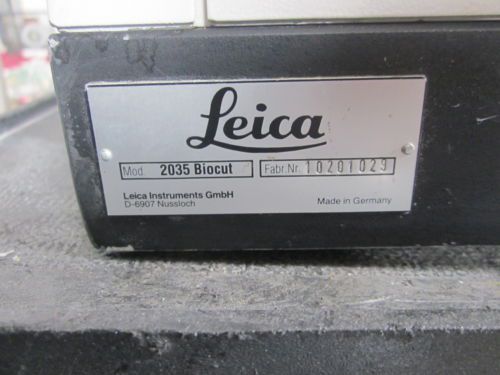 Leica
Mod. 2035 Biocut Fabr.Nr. 10201029
Leica Instruments GmbH
D-6907 Nussloch
Made in Germany